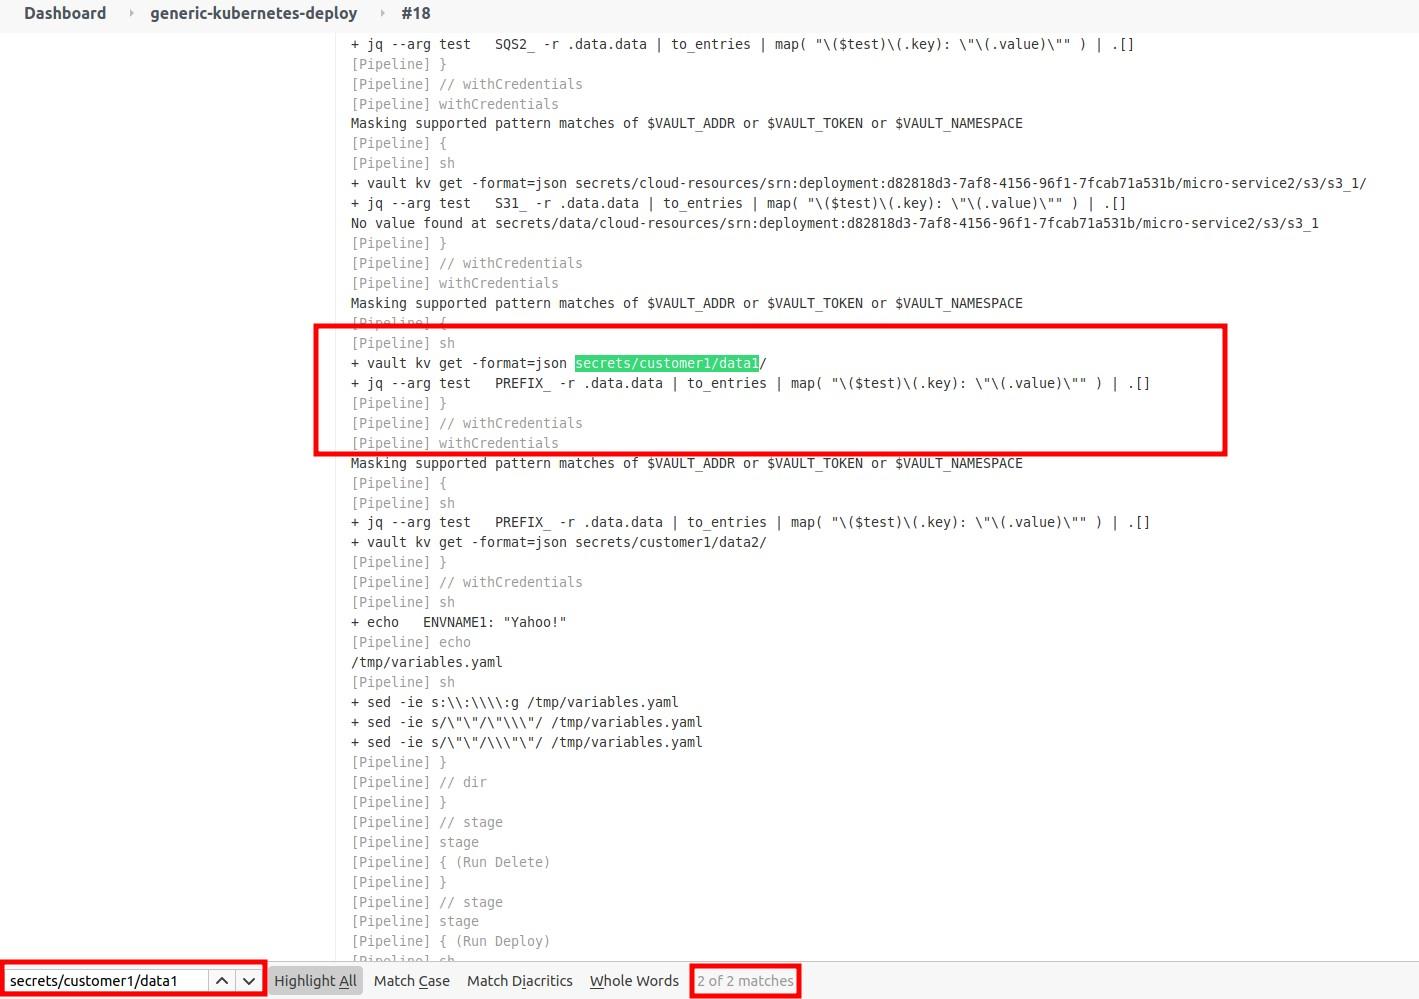 Dashboard › generic-kubernetes-deploy › #18
+ jq --arg test   SQS2_ -r .data.data | to_entries | map( "\($test)\(.key): \"\(.value)\"" ) | .[]
[Pipeline] }
[Pipeline] // withCredentials
[Pipeline] withCredentials
Masking supported pattern matches of $VAULT_ADDR or $VAULT_TOKEN or $VAULT_NAMESPACE
[Pipeline] {
[Pipeline] sh
+ vault kv get -format=json secrets/cloud-resources/srn:deployment:d82818d3-7af8-4156-96f1-7fcab71a531b/micro-service2/s3/s3_1/
+ jq --arg test   S31_ -r .data.data | to_entries | map( "\($test)\(.key): \"\(.value)\"" ) | .[]
No value found at secrets/data/cloud-resources/srn:deployment:d82818d3-7af8-4156-96f1-7fcab71a531b/micro-service2/s3/s3_1
[Pipeline] }
[Pipeline] // withCredentials
[Pipeline] withCredentials
Masking supported pattern matches of $VAULT_ADDR or $VAULT_TOKEN or $VAULT_NAMESPACE
[Pipeline] {
[Pipeline] sh
+ vault kv get -format=json secrets/customer1/data1/
+ jq --arg test   PREFIX_ -r .data.data | to_entries | map( "\($test)\(.key): \"\(.value)\"" ) | .[]
[Pipeline] }
[Pipeline] // withCredentials
[Pipeline] withCredentials
Masking supported pattern matches of $VAULT_ADDR or $VAULT_TOKEN or $VAULT_NAMESPACE
[Pipeline] {
[Pipeline] sh
+ jq --arg test   PREFIX_ -r .data.data | to_entries | map( "\($test)\(.key): \"\(.value)\"" ) | .[]
+ vault kv get -format=json secrets/customer1/data2/
[Pipeline] }
[Pipeline] // withCredentials
[Pipeline] sh
+ echo   ENVNAME1: "Yahoo!"
[Pipeline] echo
/tmp/variables.yaml
[Pipeline] sh
+ sed -ie s:\\:\\\\:g /tmp/variables.yaml
+ sed -ie s/\"\"/\"\\\"/ /tmp/variables.yaml
+ sed -ie s/\"\"/\\\"\"/ /tmp/variables.yaml
[Pipeline] }
[Pipeline] // dir
[Pipeline] }
[Pipeline] // stage
[Pipeline] stage
[Pipeline] { (Run Delete)
[Pipeline] }
[Pipeline] // stage
[Pipeline] stage
[Pipeline] { (Run Deploy)
[Pipeline] sh
secrets/customer1/data1 Highlight All Match Case Match Diacritics Whole Words 2 of 2 matches